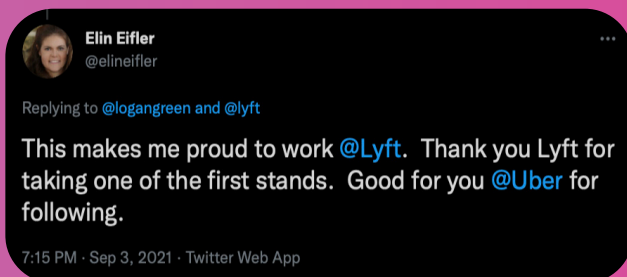 Elin Eifler
@elineifler
Replying to @logangreen and @lyft
This makes me proud to work @Lyft.  Thank you Lyft for
taking one of the first stands.  Good for you @Uber for
following.
7:15 PM · Sep 3, 2021 · Twitter Web App